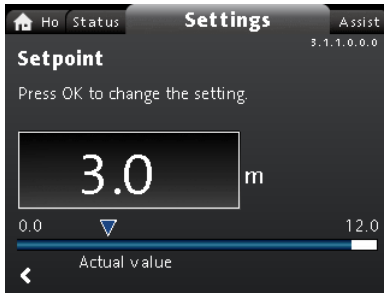 Ho Status Settings Assist
3.1.1.0.0.0
Setpoint
Press OK to change the setting.
3.0 m
0.0 12.0
Actual value